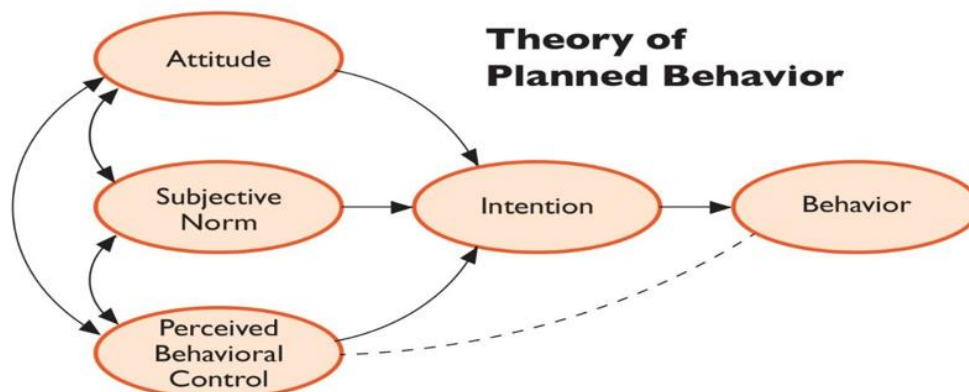 Theory of
Planned Behavior
Attitude
Subjective
Norm
Intention
Behavior
Perceived
Behavioral
Control